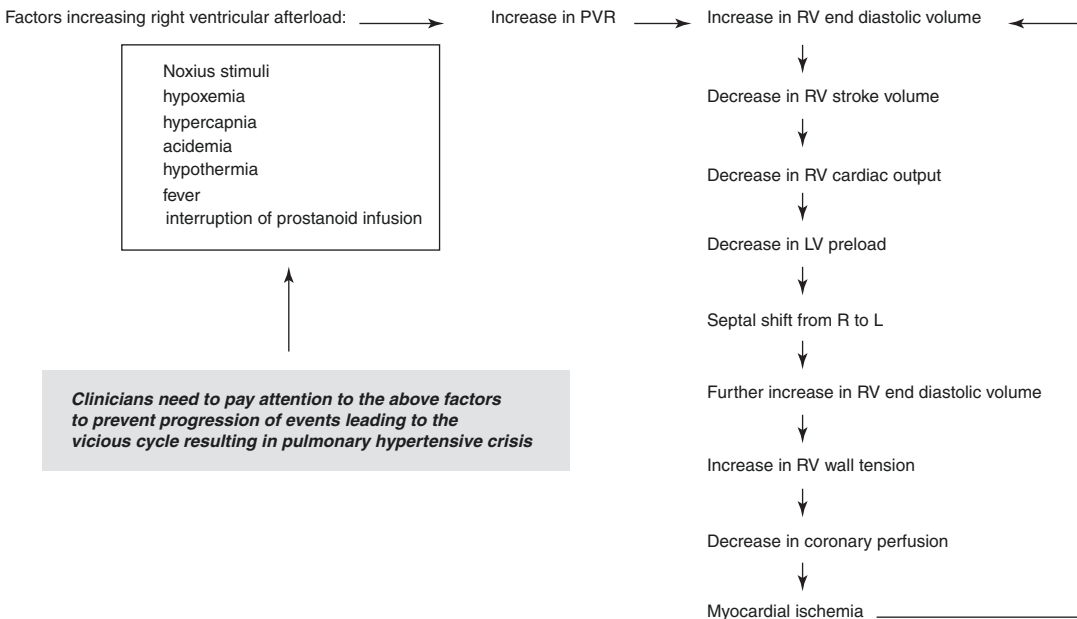 Factors increasing right ventricular afterload:
Noxius stimuli
hypoxemia
hypercapnia
acidemia
hypothermia
fever
interruption of prostanoid infusion
Clinicians need to pay attention to the above factors
to prevent progression of events leading to the
vicious cycle resulting in pulmonary hypertensive crisis
Increase in PVR
Increase in RV end diastolic volume
Decrease in RV stroke volume
Decrease in RV cardiac output
Decrease in LV preload
Septal shift from R to L
Further increase in RV end diastolic volume
Increase in RV wall tension
Decrease in coronary perfusion
Myocardial ischemia